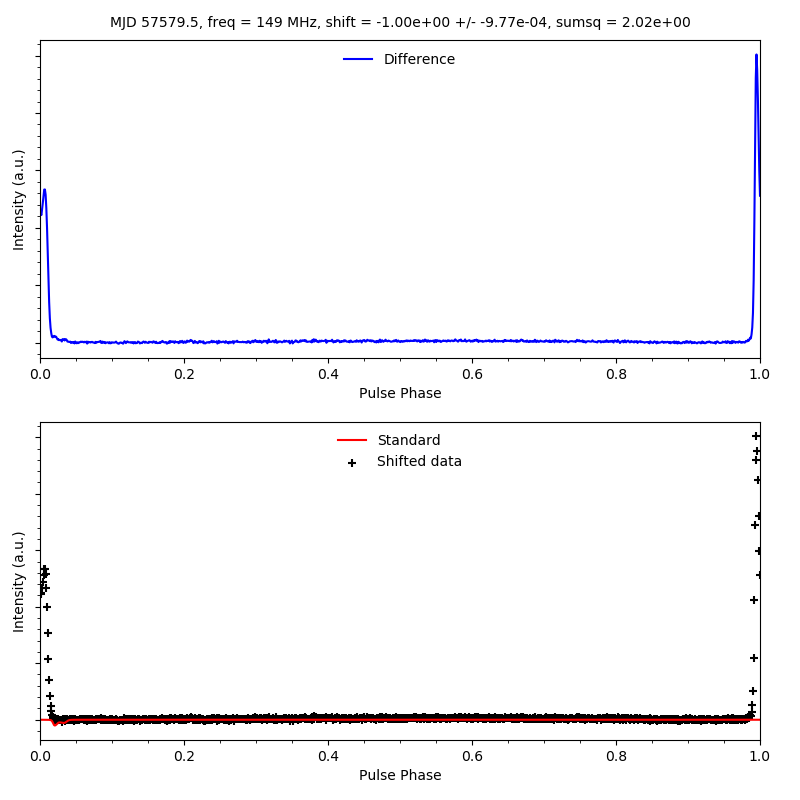 MJD 57579.5, freq = 149 MHz, shift = -1.00e+00 +/- -9.77e-04, sumsq = 2.02e+00
Difference
Intensity (a.u.)
0.0 0.2 0.4 0.6 0.8 1.0
Pulse Phase
Standard
Shifted data
Intensity (a.u.)
0.0 0.2 0.4 0.6 0.8 1.0
Pulse Phase